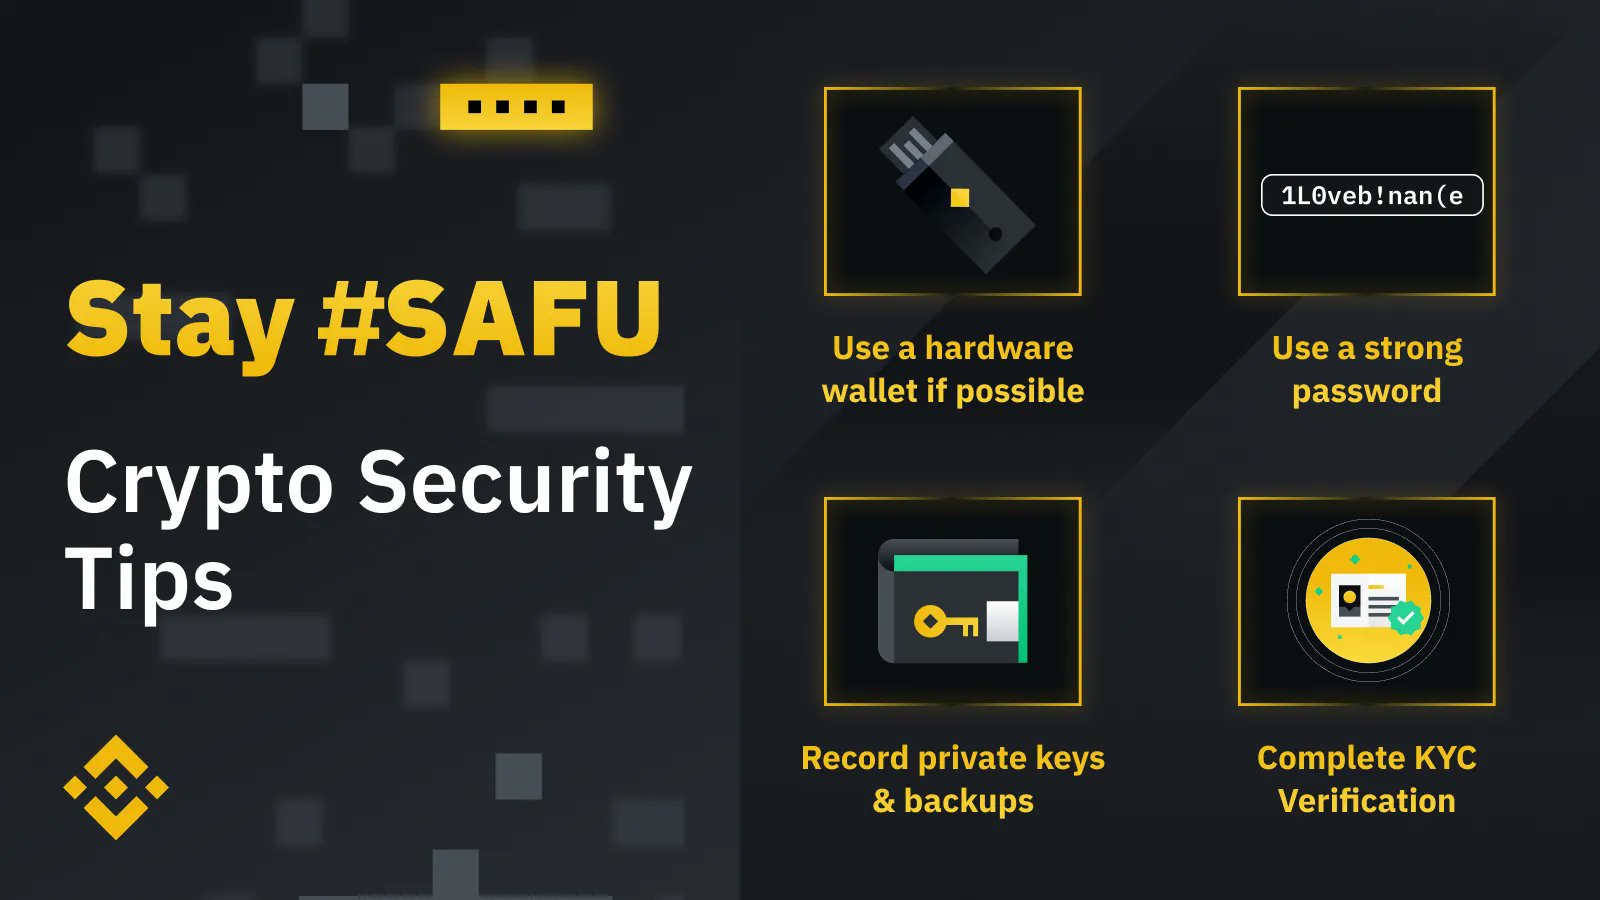 Stay #SAFU
Crypto Security
Tips
1L0veb!nan(e
Use a hardware
wallet if possible
Use a strong
password
Record private keys
& backups
Complete KYC
Verification